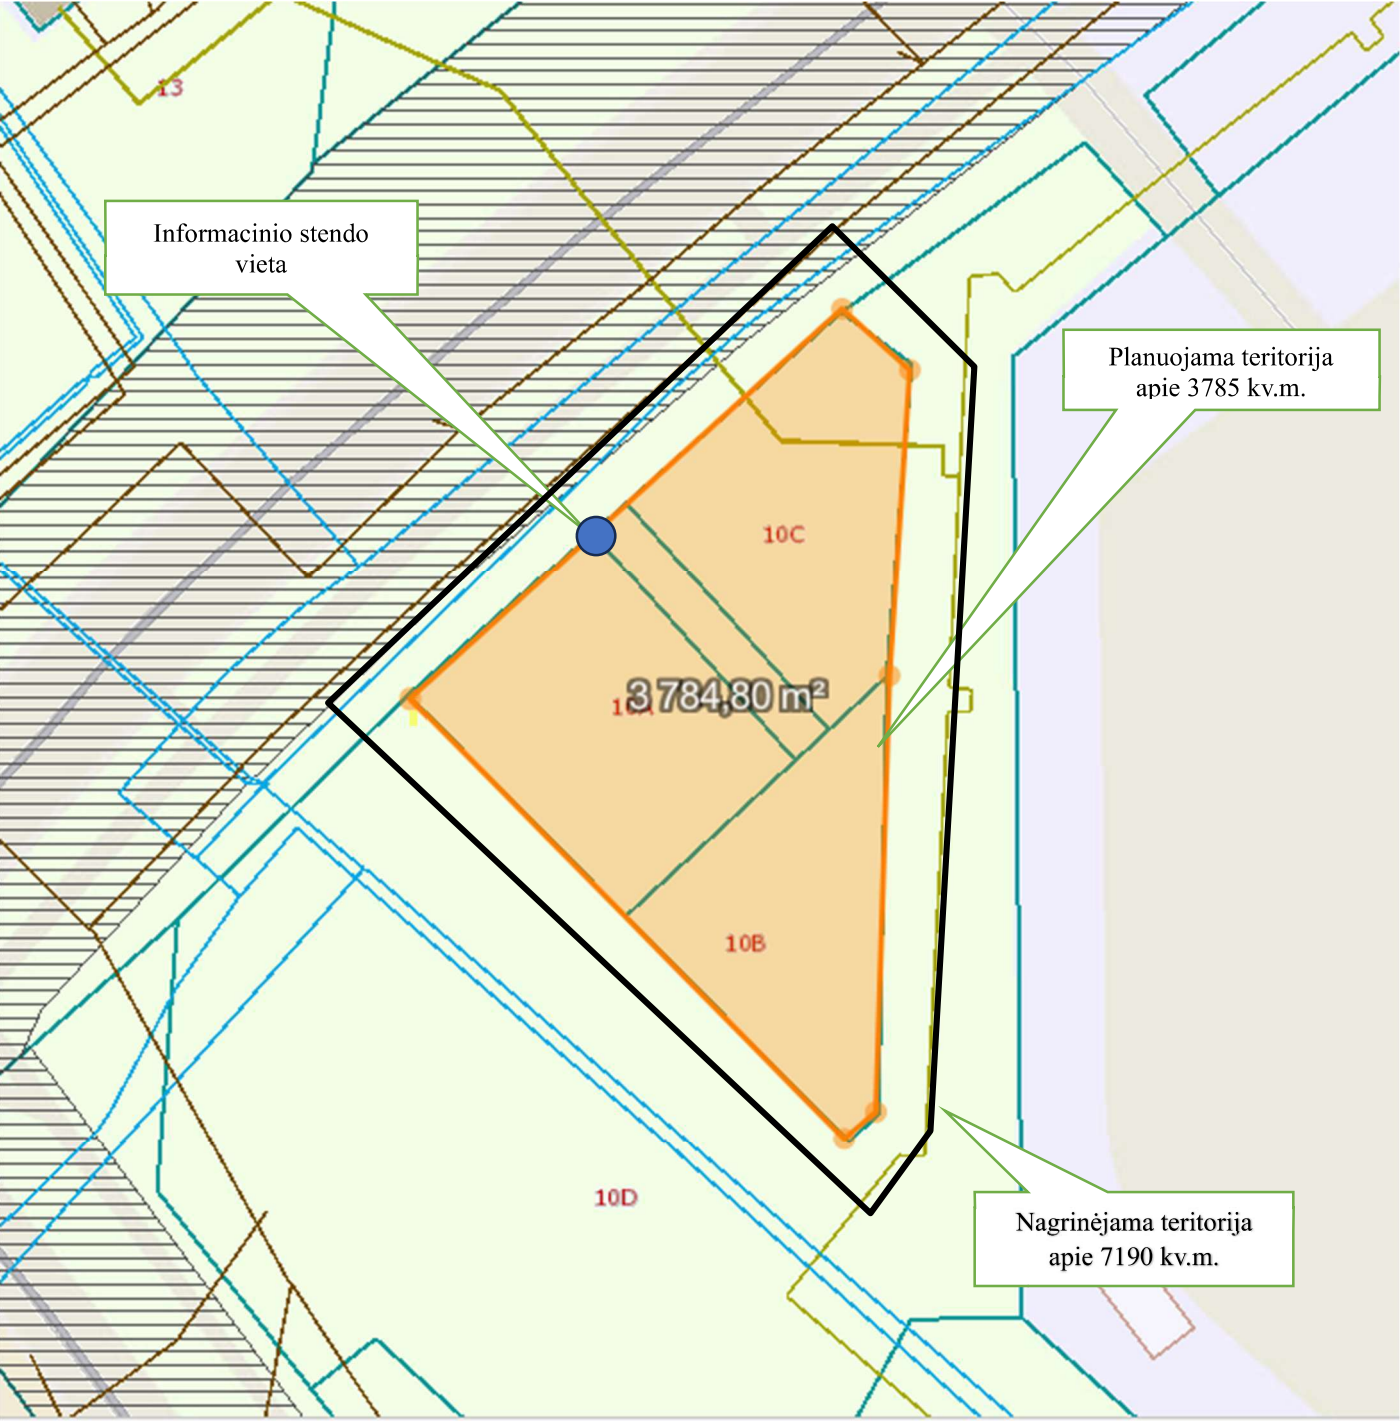 13
Informacinio stendo
vieta
Planuojama teritorija
apie 3785 kv.m.
10C
3 784,80 m²
10A
10B
10D
Nagrinėjama teritorija
apie 7190 kv.m.